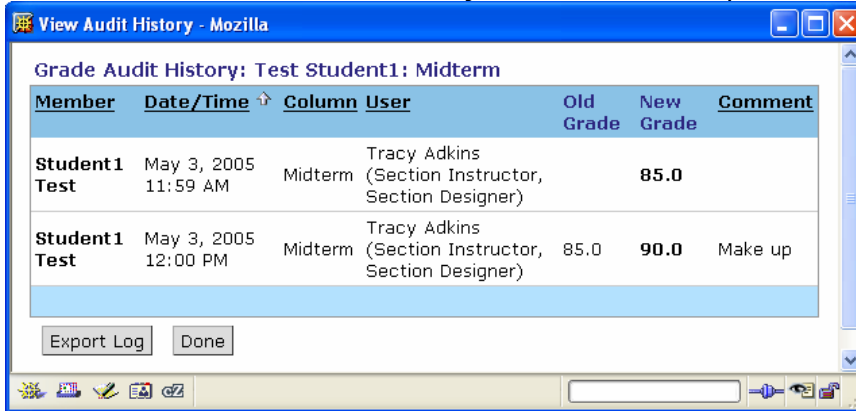 View Audit History - Mozilla
Grade Audit History: Test Student1: Midterm
Member Date/Time Column User Old Grade New Grade Comment
Student1 Test May 3, 2005 11:59 AM Midterm Tracy Adkins (Section Instructor, Section Designer) 85.0
Student1 Test May 3, 2005 12:00 PM Midterm Tracy Adkins (Section Instructor, Section Designer) 85.0 90.0 Make up
Export Log Done